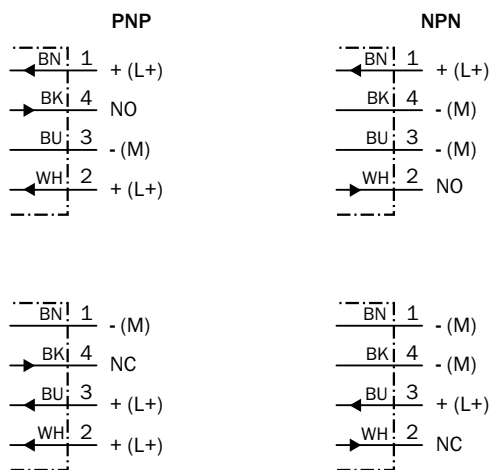 PNP
BN 1 + (L+)
BK 4 NO
BU 3 - (M)
WH 2 + (L+)
NPN
BN 1 + (L+)
BK 4 - (M)
BU 3 - (M)
WH 2 NO
BN 1 - (M)
BK 4 NC
BU 3 + (L+)
WH 2 + (L+)
BN 1 - (M)
BK 4 - (M)
BU 3 + (L+)
WH 2 NC